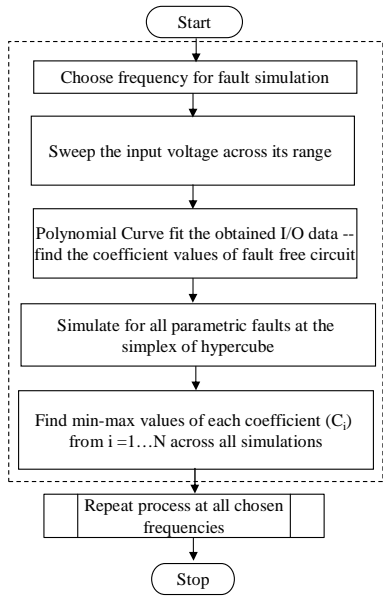 Start
Choose frequency for fault simulation
Sweep the input voltage across its range
Polynomial Curve fit the obtained I/O data --
find the coefficient values of fault free circuit
Simulate for all parametric faults at the
simplex of hypercube
Find min-max values of each coefficient (Ci)
from i =1…N across all simulations
Repeat process at all chosen
frequencies
Stop